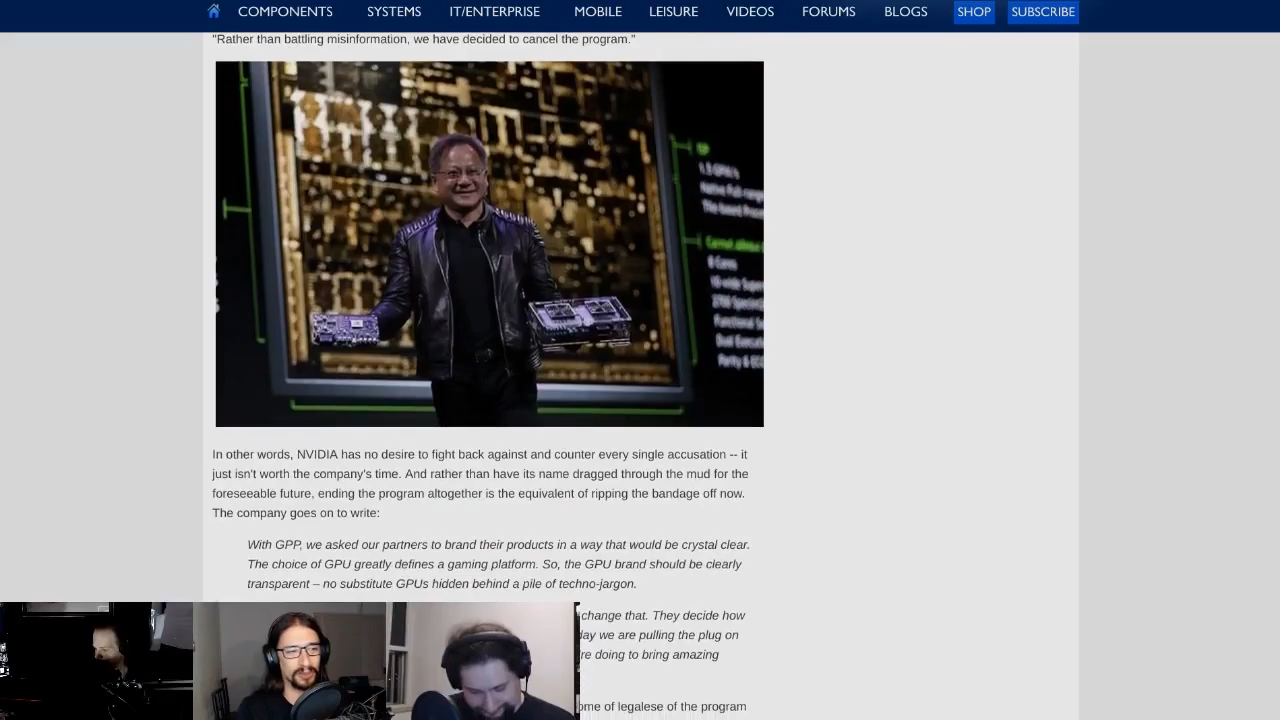 COMPONENTS SYSTEMS IT/ENTERPRISE MOBILE LEISURE VIDEOS FORUMS BLOGS SHOP SUBSCRIBE
"Rather than battling misinformation, we have decided to cancel the program."
In other words, NVIDIA has no desire to fight back against and counter every single accusation -- it
just isn't worth the company's time. And rather than have its name dragged through the mud for the
foreseeable future, ending the program altogether is the equivalent of ripping the bandage off now.
The company goes on to write:
With GPP, we asked our partners to brand their products in a way that would be crystal clear.
The choice of GPU greatly defines a gaming platform. So, the GPU brand should be clearly
transparent – no substitute GPUs hidden behind a pile of techno-jargon.
change that. They decide how
we are pulling the plug on
doing to bring amazing
of legalese of the program